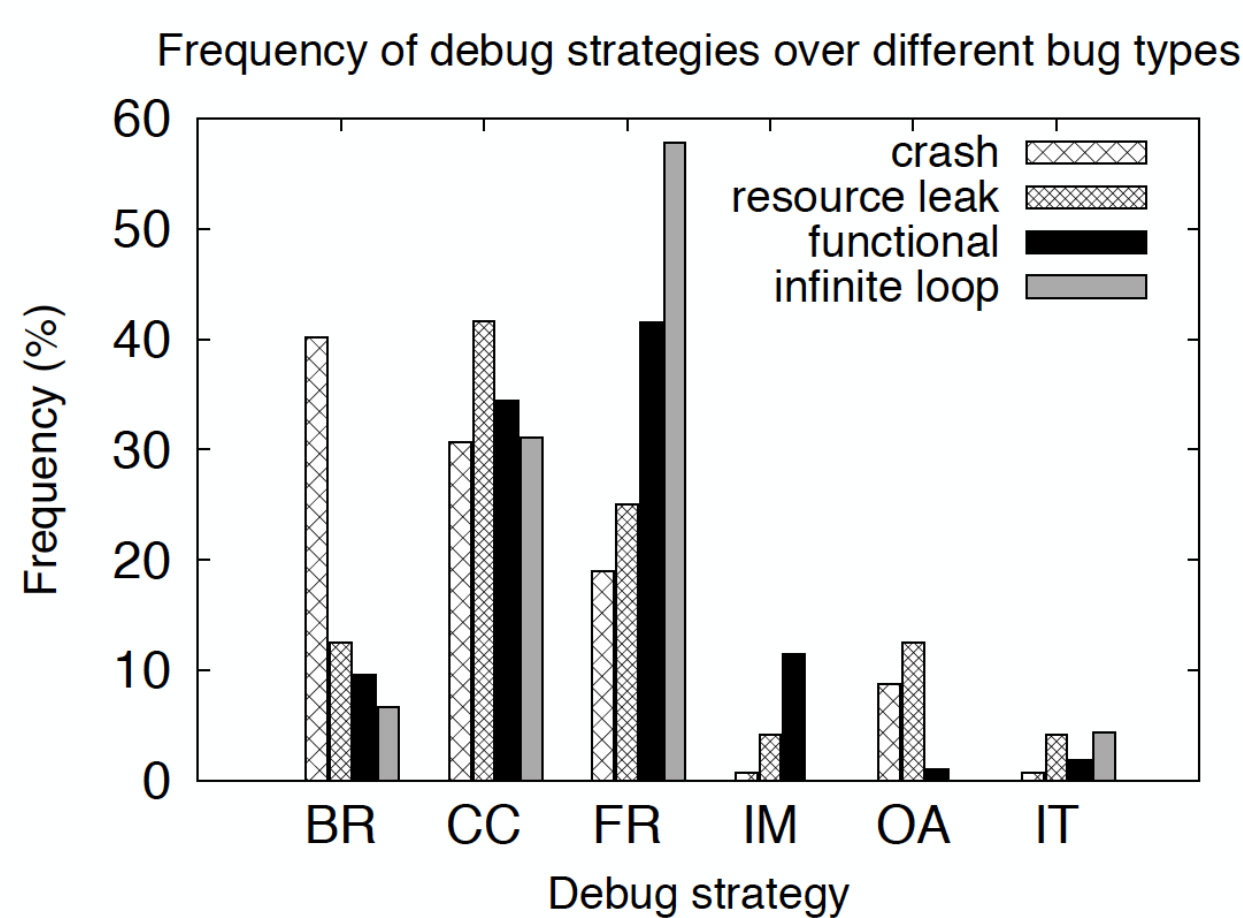 Frequency of debug strategies over different bug types
60
50
40
30
20
10
0
Frequency (%)
crash
resource leak
functional
infinite loop
BR CC FR IM OA IT
Debug strategy